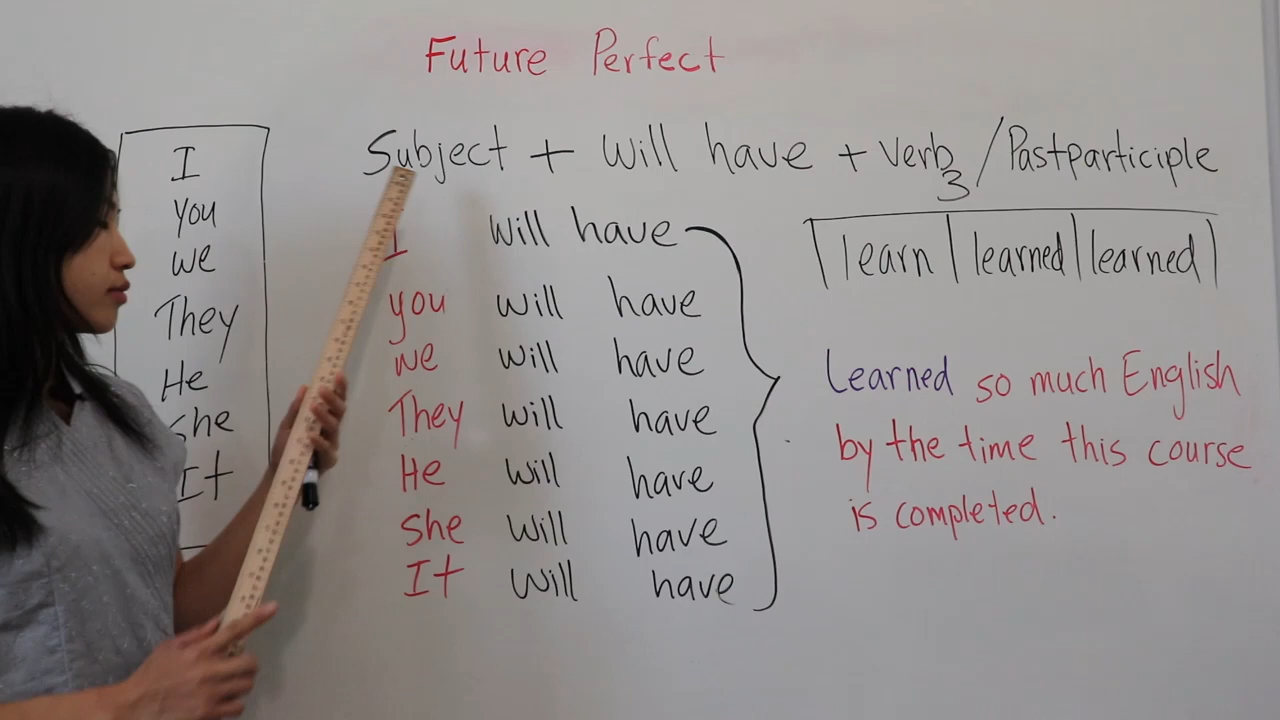 Future Perfect
Subject + Will have + Verb3 / Pastparticiple
I
you
we
They
He
She
It
I will have
you will have
we will have
They will have
He will have
She will have
It will have
learn | learned | learned
Learned so much English
by the time this course
is completed.